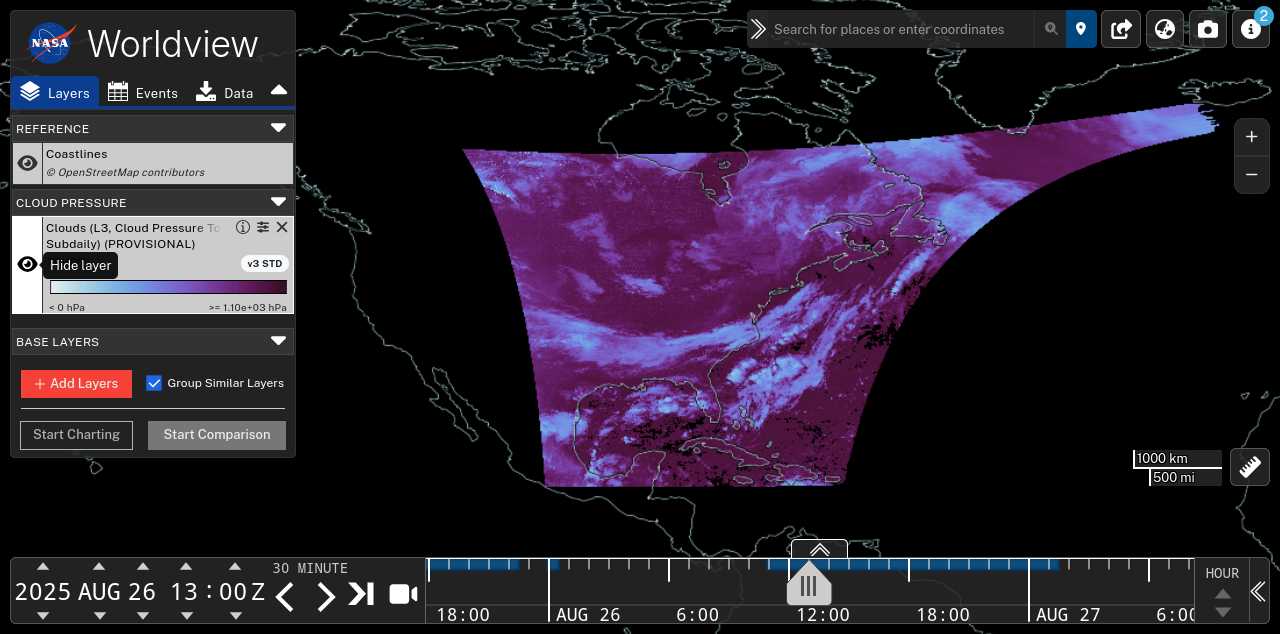 NASA
Worldview
Layers
Events
Data
REFERENCE
Coastlines
© OpenStreetMap contributors
CLOUD PRESSURE
Clouds (L3, Cloud Pressure To
Subdaily) (PROVISIONAL)
Hide layer
v3 STD
< 0 hPa
>= 1.10e+03 hPa
BASE LAYERS
+ Add Layers
Group Similar Layers
Start Charting
Start Comparison
Search for places or enter coordinates
2
1000 km
500 mi
2025 AUG 26 13 : 00 Z
30 MINUTE
18:00
AUG 26
6:00
12:00
18:00
AUG 27
6:00
HOUR